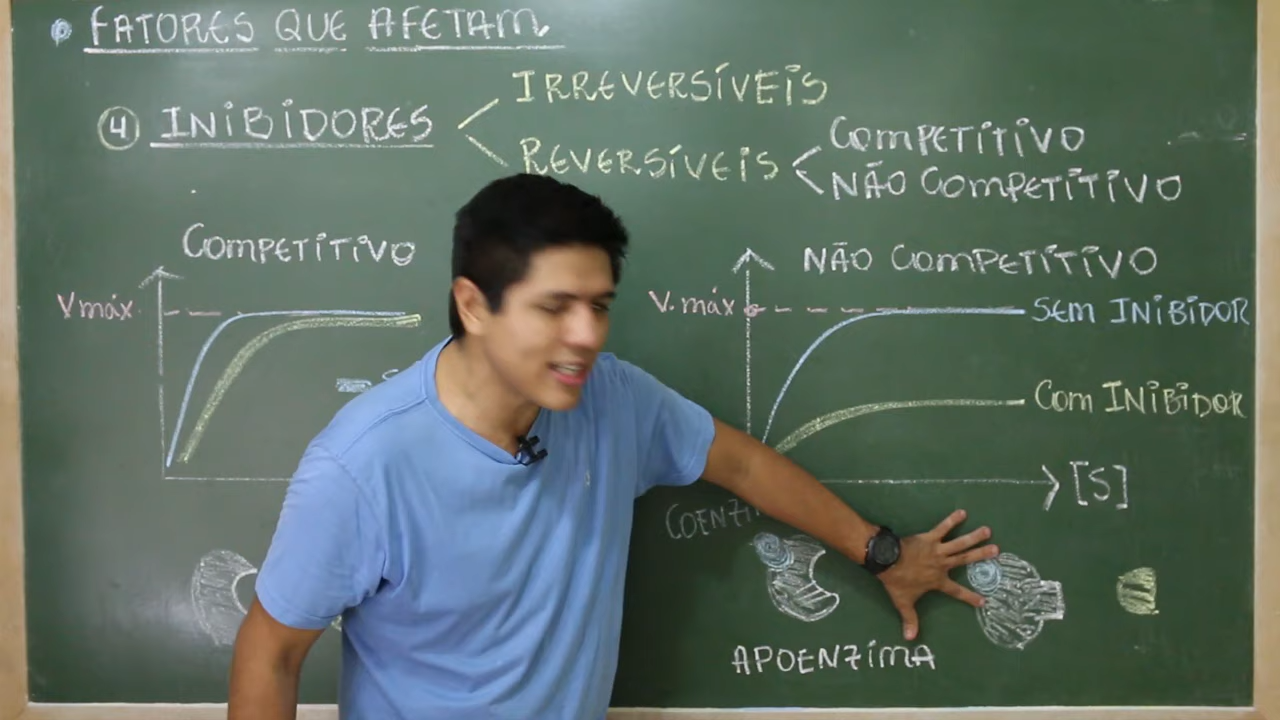 FATORES QUE AFETAM
4 INIBIDORES
IRREVERSÍVEIS
REVERSÍVEIS
COMPETITIVO
NÃO COMPETITIVO
COMPETITIVO
Vmáx
NÃO COMPETITIVO
V.máx
SEM INIBIDOR
COM INIBIDOR
[S]
APOENZIMA